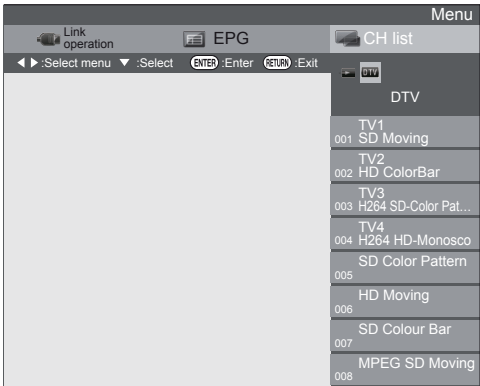 Menu
Link operation
EPG
CH list
:Select menu :Select ENTER :Enter RETURN :Exit
DTV
DTV
TV1
001 SD Moving
TV2
002 HD ColorBar
TV3
003 H264 SD-Color Pat...
TV4
004 H264 HD-Monosco
SD Color Pattern
005
HD Moving
006
SD Colour Bar
007
MPEG SD Moving
008